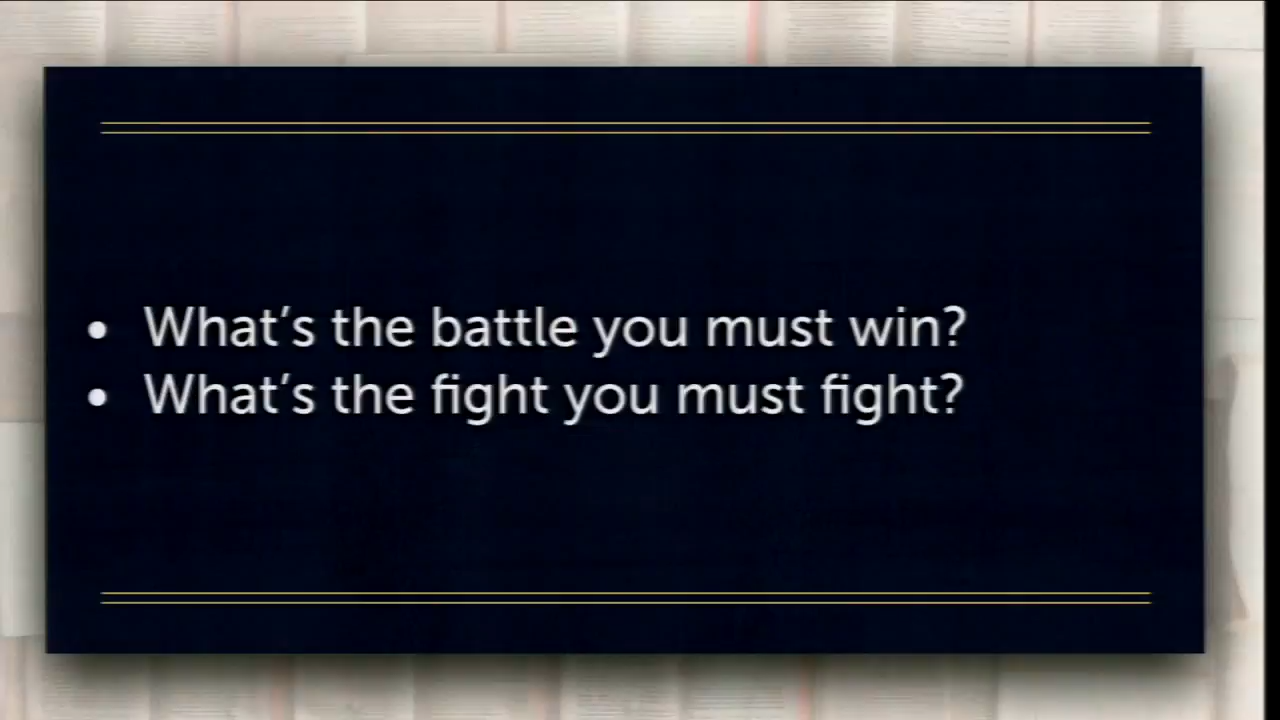 • What’s the battle you must win?
• What’s the fight you must fight?